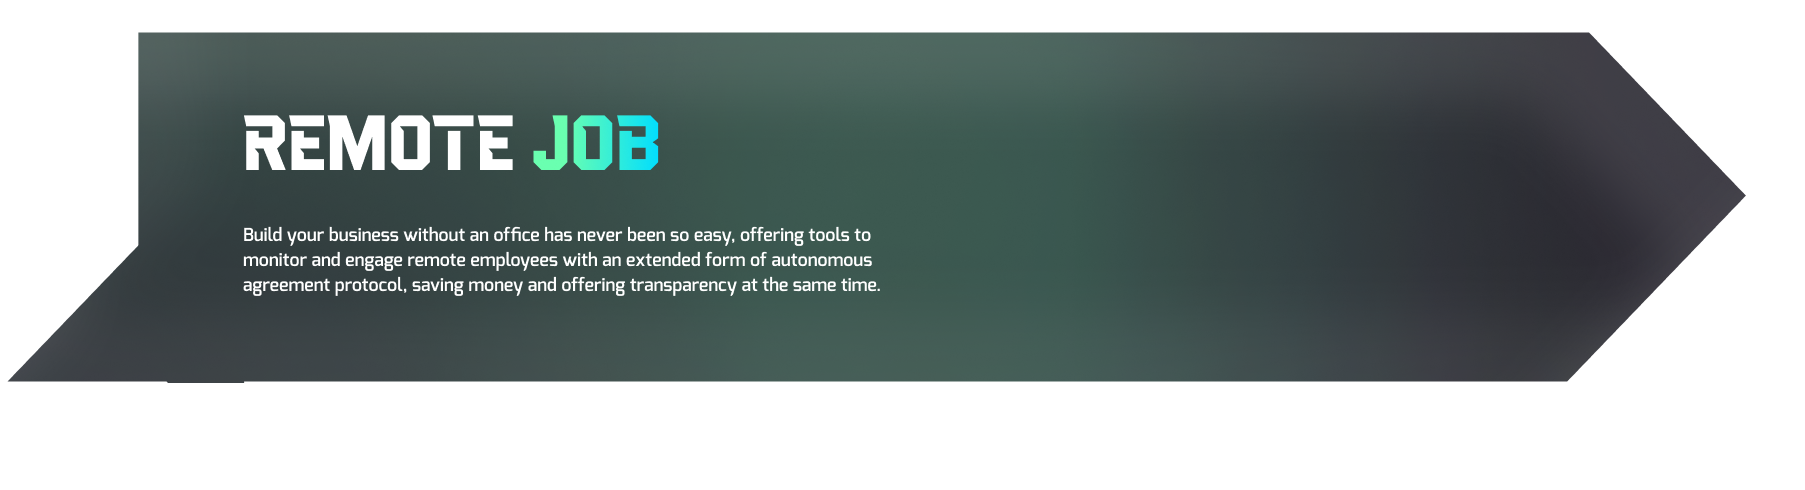 REMOTE JOB
Build your business without an office has never been so easy, offering tools to
monitor and engage remote employees with an extended form of autonomous
agreement protocol, saving money and offering transparency at the same time.